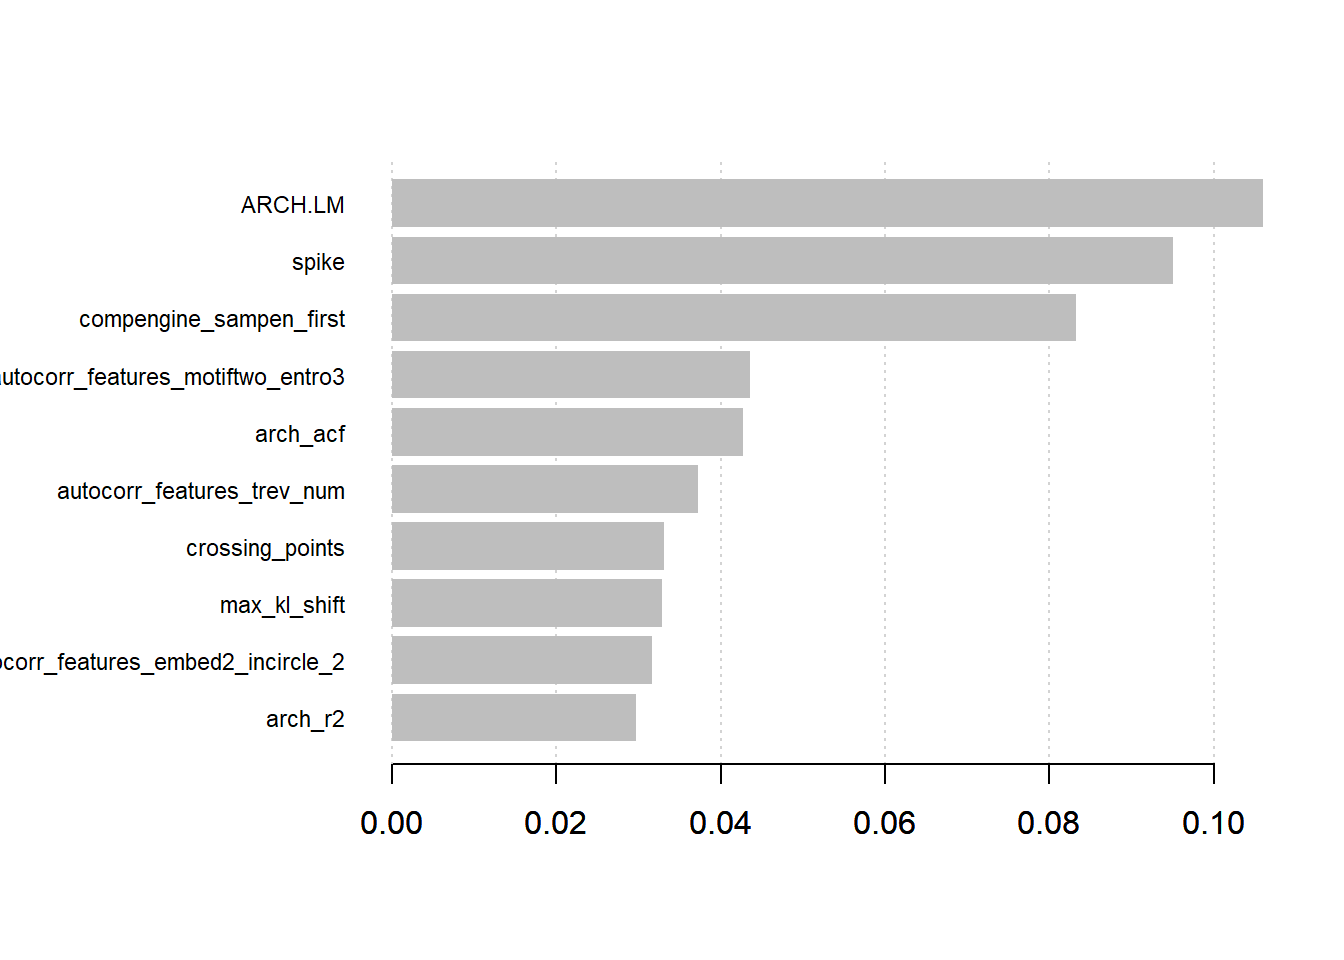 ARCH.LM
spike
compengine_sampen_first
utocorr_features_motiftwo_entro3
arch_acf
autocorr_features_trev_num
crossing_points
max_kl_shift
ocorr_features_embed2_incircle_2
arch_r2
0.00 0.02 0.04 0.06 0.08 0.10